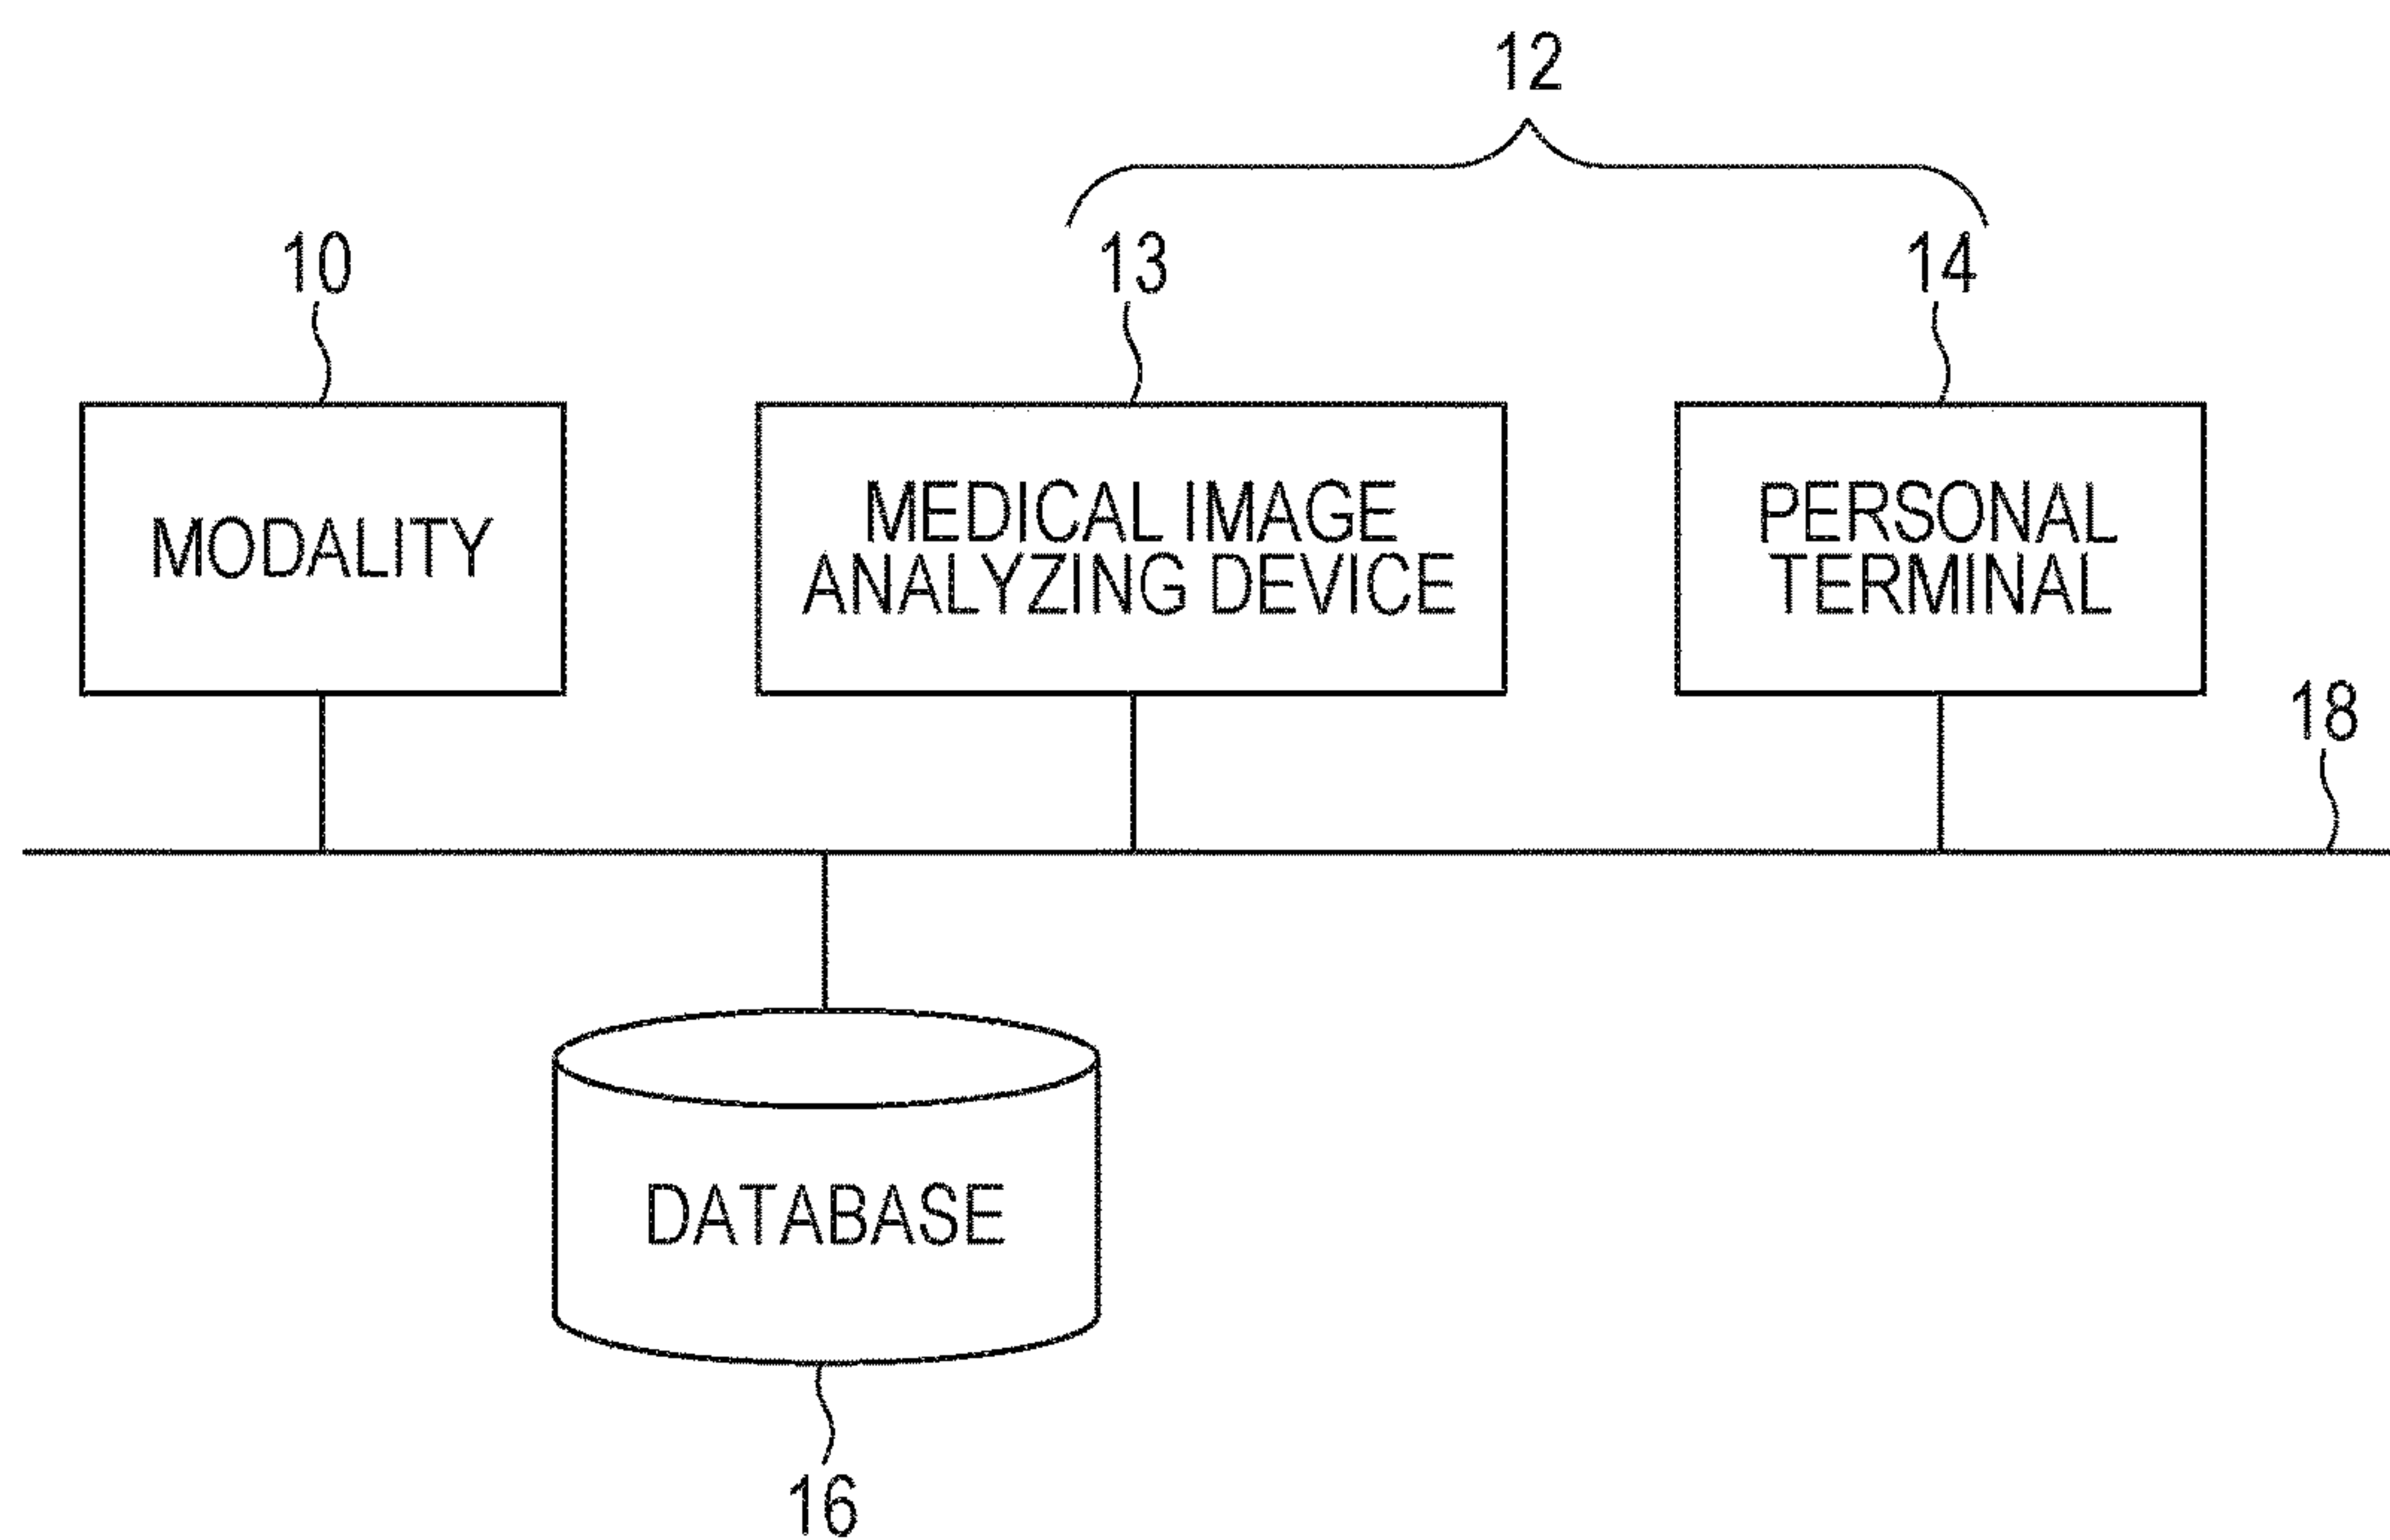 12
10
13
14
MODALITY
MEDICAL IMAGE
ANALYZING DEVICE
PERSONAL
TERMINAL
18
DATABASE
16